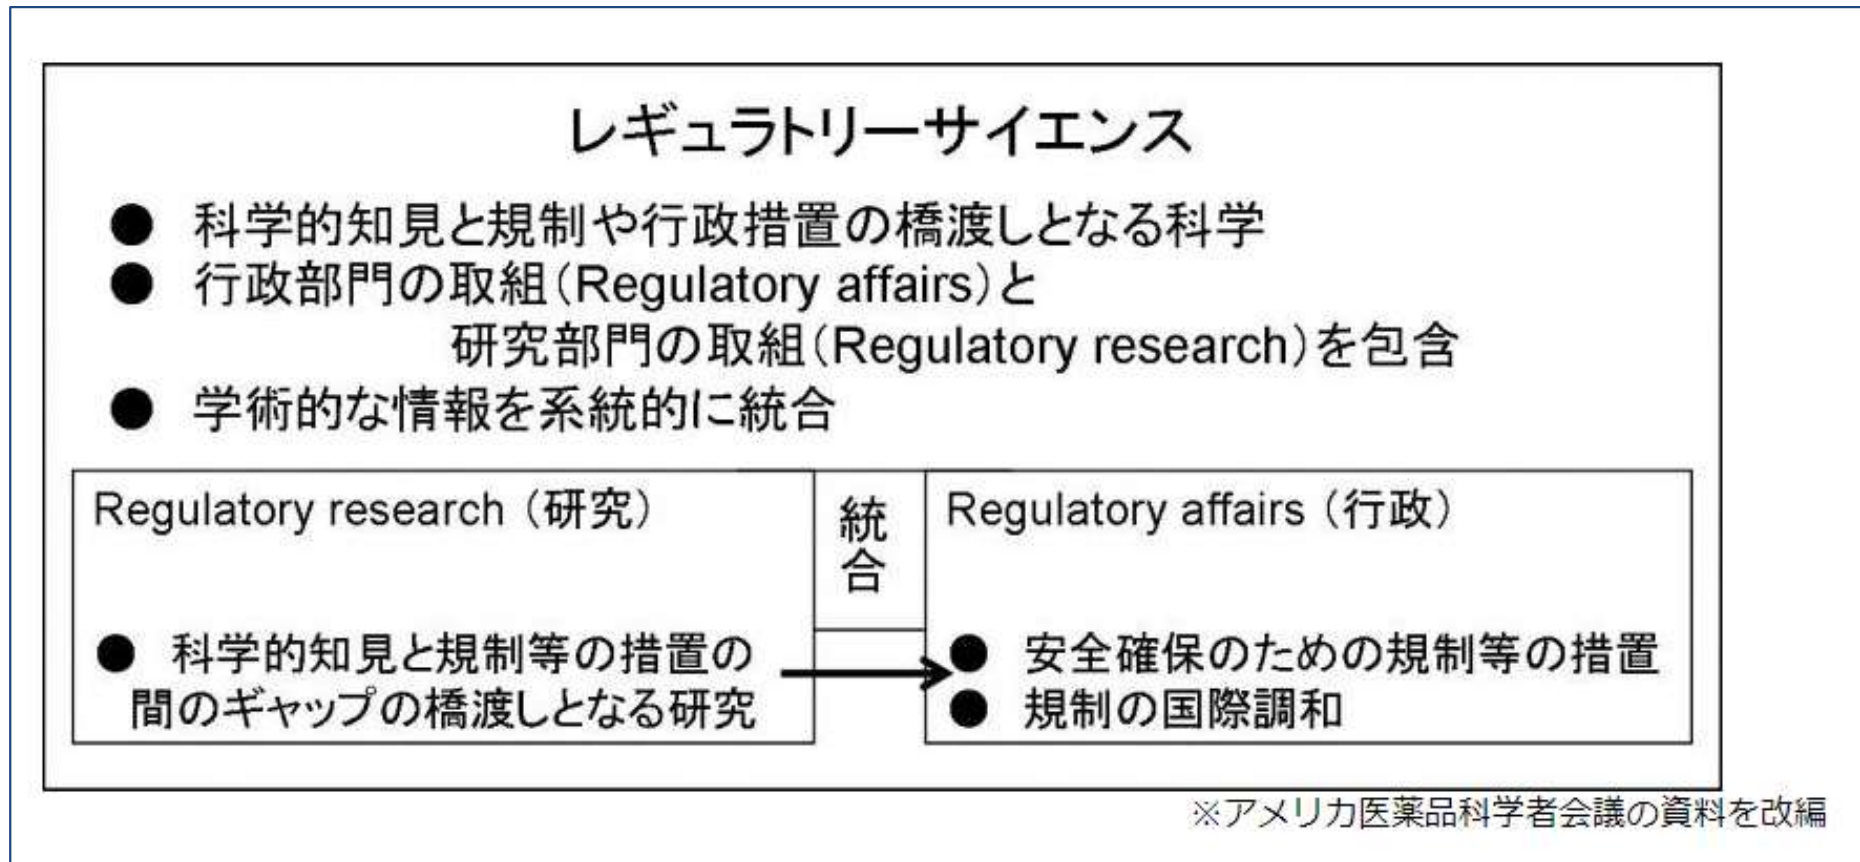 レギュラトリーサイエンス
● 科学的知見と規制や行政措置の橋渡しとなる科学
● 行政部門の取組（Regulatory affairs）と
研究部門の取組（Regulatory research）を包含
● 学術的な情報を系統的に統合
Regulatory research（研究）
● 科学的知見と規制等の措置の
間のギャップの橋渡しとなる研究
統
合
Regulatory affairs（行政）
● 安全確保のための規制等の措置
● 規制の国際調和
※アメリカ医薬品科学者会議の資料を改編